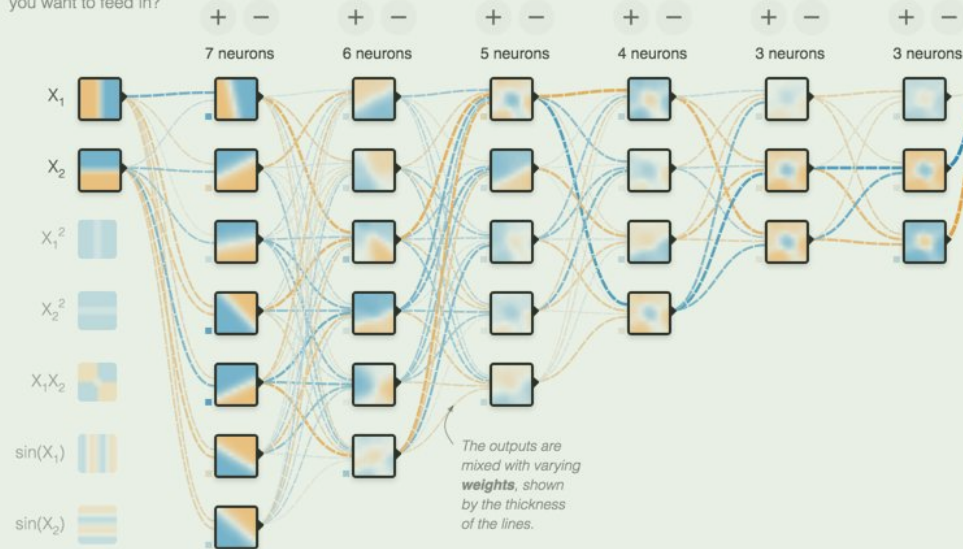 you want to feed in?
+ − + − + − + − + − + −
7 neurons 6 neurons 5 neurons 4 neurons 3 neurons 3 neurons
X₁
X₂
X₁²
X₂²
X₁X₂
sin(X₁)
sin(X₂)
The outputs are
mixed with varying
weights, shown
by the thickness
of the lines.